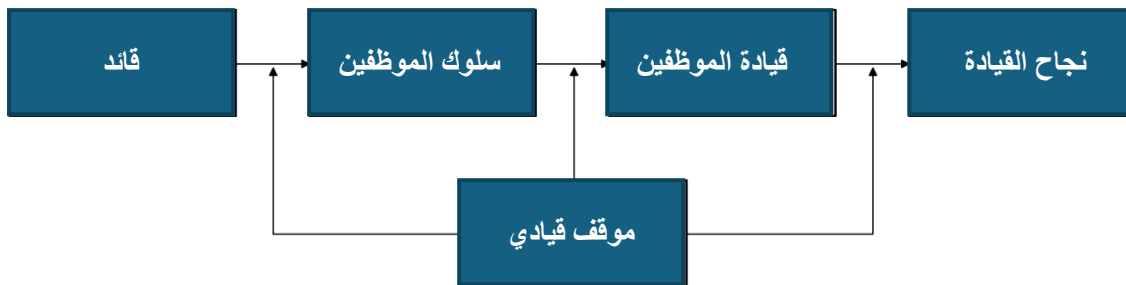 قائد
سلوك الموظفين
قيادة الموظفين
نجاح القيادة
موقف قيادي